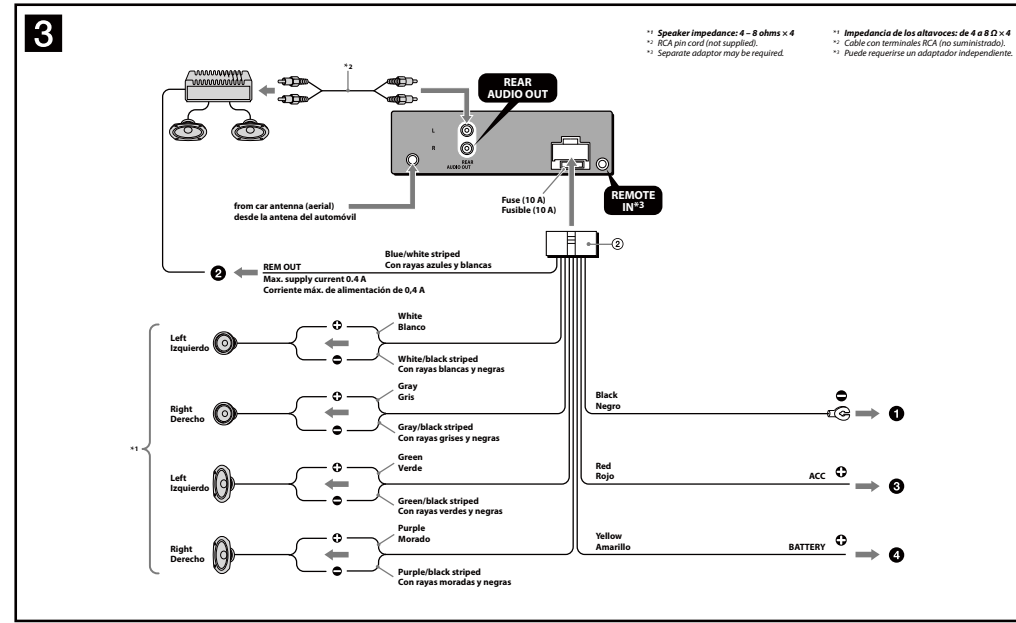 3
*1 Speaker impedance: 4 – 8 ohms × 4
*2 RCA pin cord (not supplied).
*3 Separate adaptor may be required.
*1 Impedancia de los altavoces: de 4 a 8 Ω × 4
*2 Cable con terminales RCA (no suministrado).
*3 Puede requerirse un adaptador independiente.
*2
REAR
AUDIO OUT
L
R
REAR
AUDIO OUT
from car antenna (aerial)
desde la antena del automóvil
Fuse (10 A)
Fusible (10 A)
REMOTE
IN*3
2
Blue/white striped
Con rayas azules y blancas
2
REM OUT
Max. supply current 0.4 A
Corriente máx. de alimentación de 0,4 A
White
Blanco
Left
Izquierdo
White/black striped
Con rayas blancas y negras
Gray
Gris
Right
Derecho
Gray/black striped
Con rayas grises y negras
*1
Green
Verde
Left
Izquierdo
Green/black striped
Con rayas verdes y negras
Purple
Morado
Right
Derecho
Purple/black striped
Con rayas moradas y negras
Black
Negro
1
Red
Rojo
ACC
3
Yellow
Amarillo
BATTERY
4